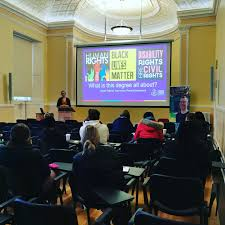 HUMAN
RIGHTS
BLACK
LIVES
MATTER
DISABILITY
RIGHTS
ARE
CIVIL
RIGHTS
What is this degree all about?